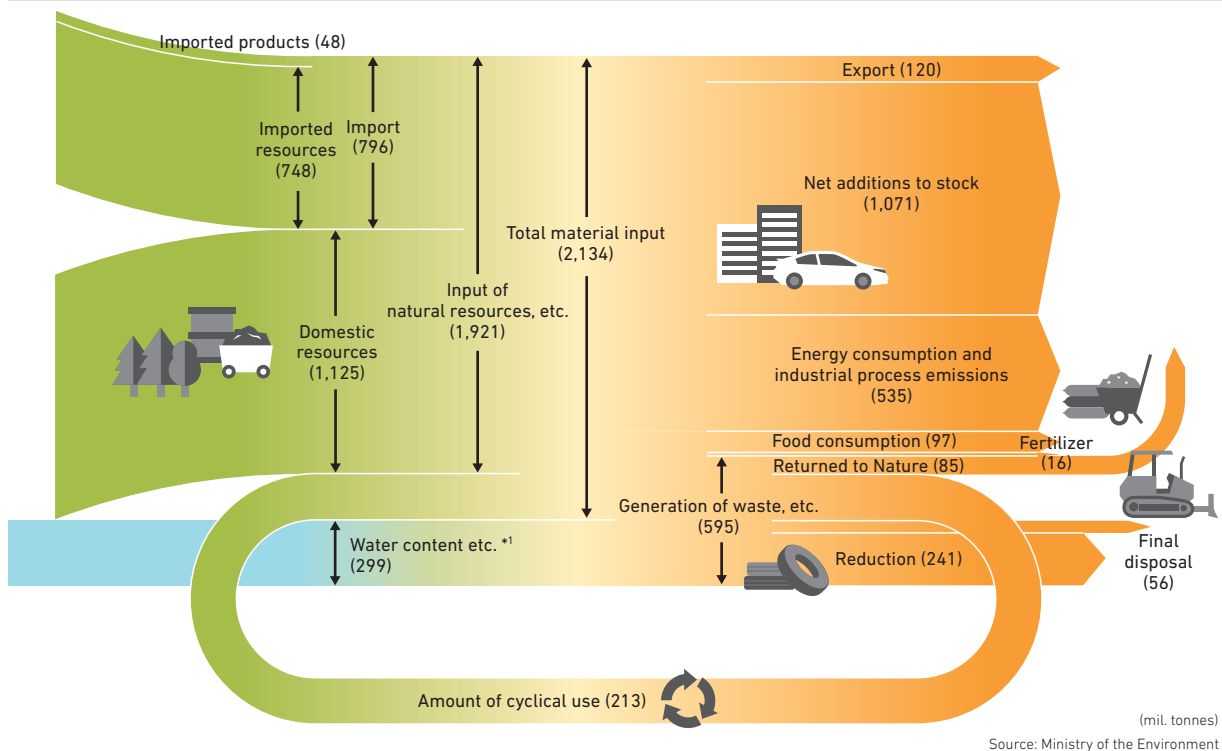 Imported products (48)
Imported
resources
(748)
Import
(796)
Domestic
resources
(1,125)
Input of
natural resources, etc.
(1,921)
Total material input
(2,134)
Water content etc. *1
(299)
Export (120)
Net additions to stock
(1,071)
Energy consumption and
industrial process emissions
(535)
Food consumption (97)
Fertilizer
(16)
Returned to Nature (85)
Generation of waste, etc.
(595)
Reduction (241)
Final
disposal
(56)
Amount of cyclical use (213)
(mil. tonnes)
Source: Ministry of the Environment